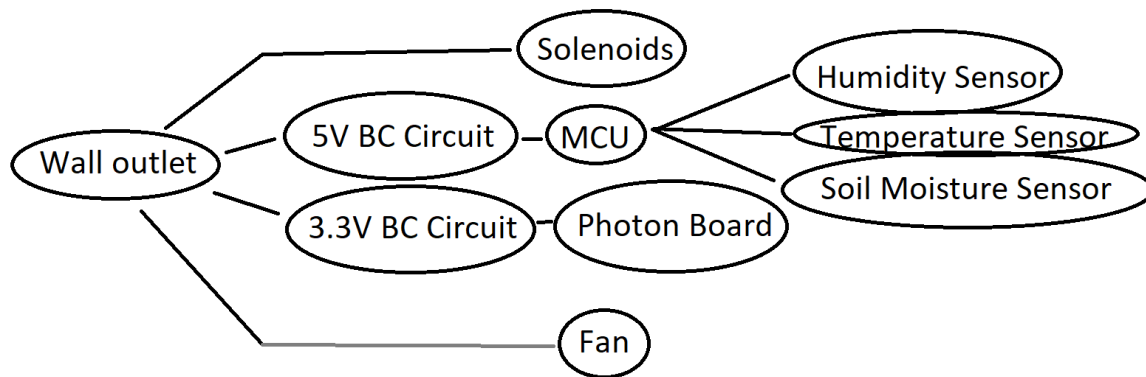 Solenoids
Humidity Sensor
5V BC Circuit
MCU
Temperature Sensor
Wall outlet
Soil Moisture Sensor
3.3V BC Circuit
Photon Board
Fan